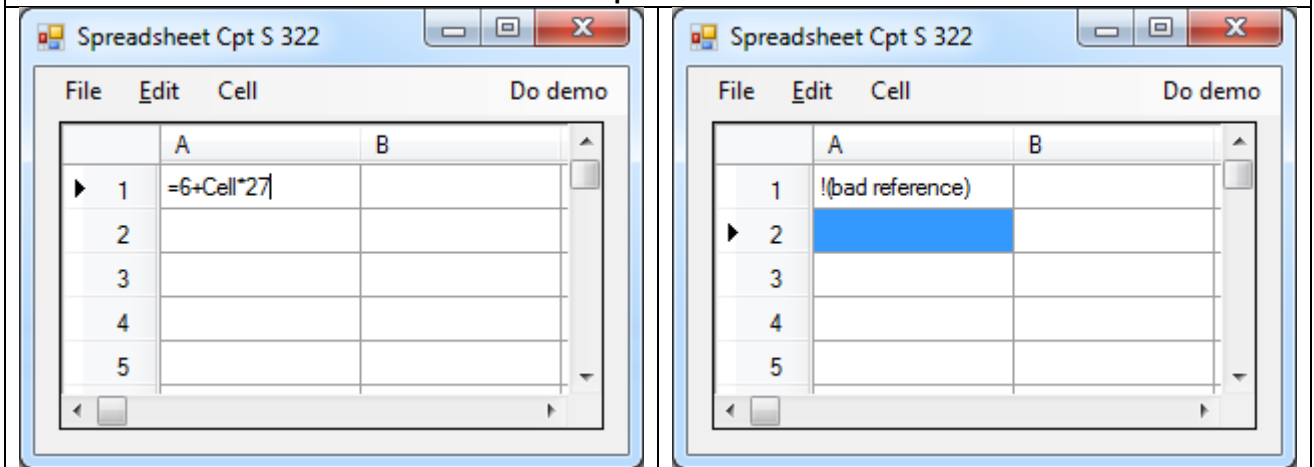 Spreadsheet Cpt S 322
File Edit Cell Do demo
A B
1 =6+Cell*27
2
3
4
5
Spreadsheet Cpt S 322
File Edit Cell Do demo
A B
1 !(bad reference)
2
3
4
5